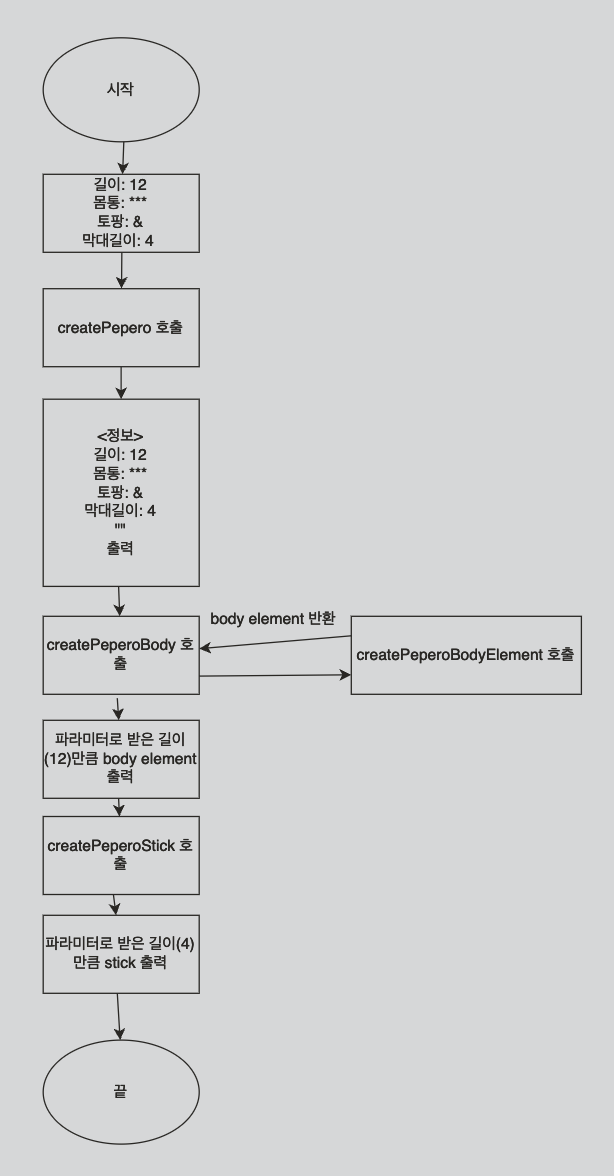 시작
길이: 12
몸통: ***
토팡: &
막대길이: 4
createPepero 호출
<정보>
길이: 12
몸통: ***
토팡: &
막대길이: 4
""
출력
body element 반환
createPeperoBody 호
출
createPeperoBodyElement 호출
파라미터로 받은 길이
(12)만큼 body element
출력
createPeperoStick 호
출
파라미터로 받은 길이(4)
만큼 stick 출력
끝